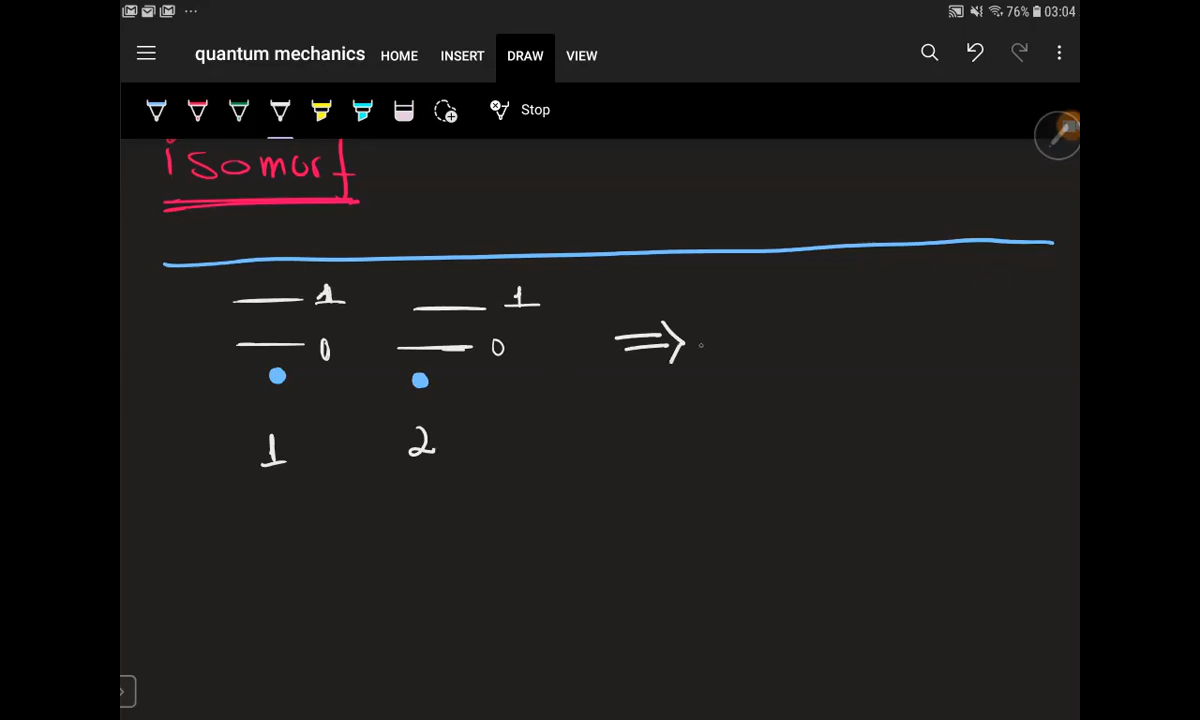 76% 03:04
quantum mechanics HOME INSERT DRAW VIEW
Stop
isomorf
1 1
0 0
⇒
1 2